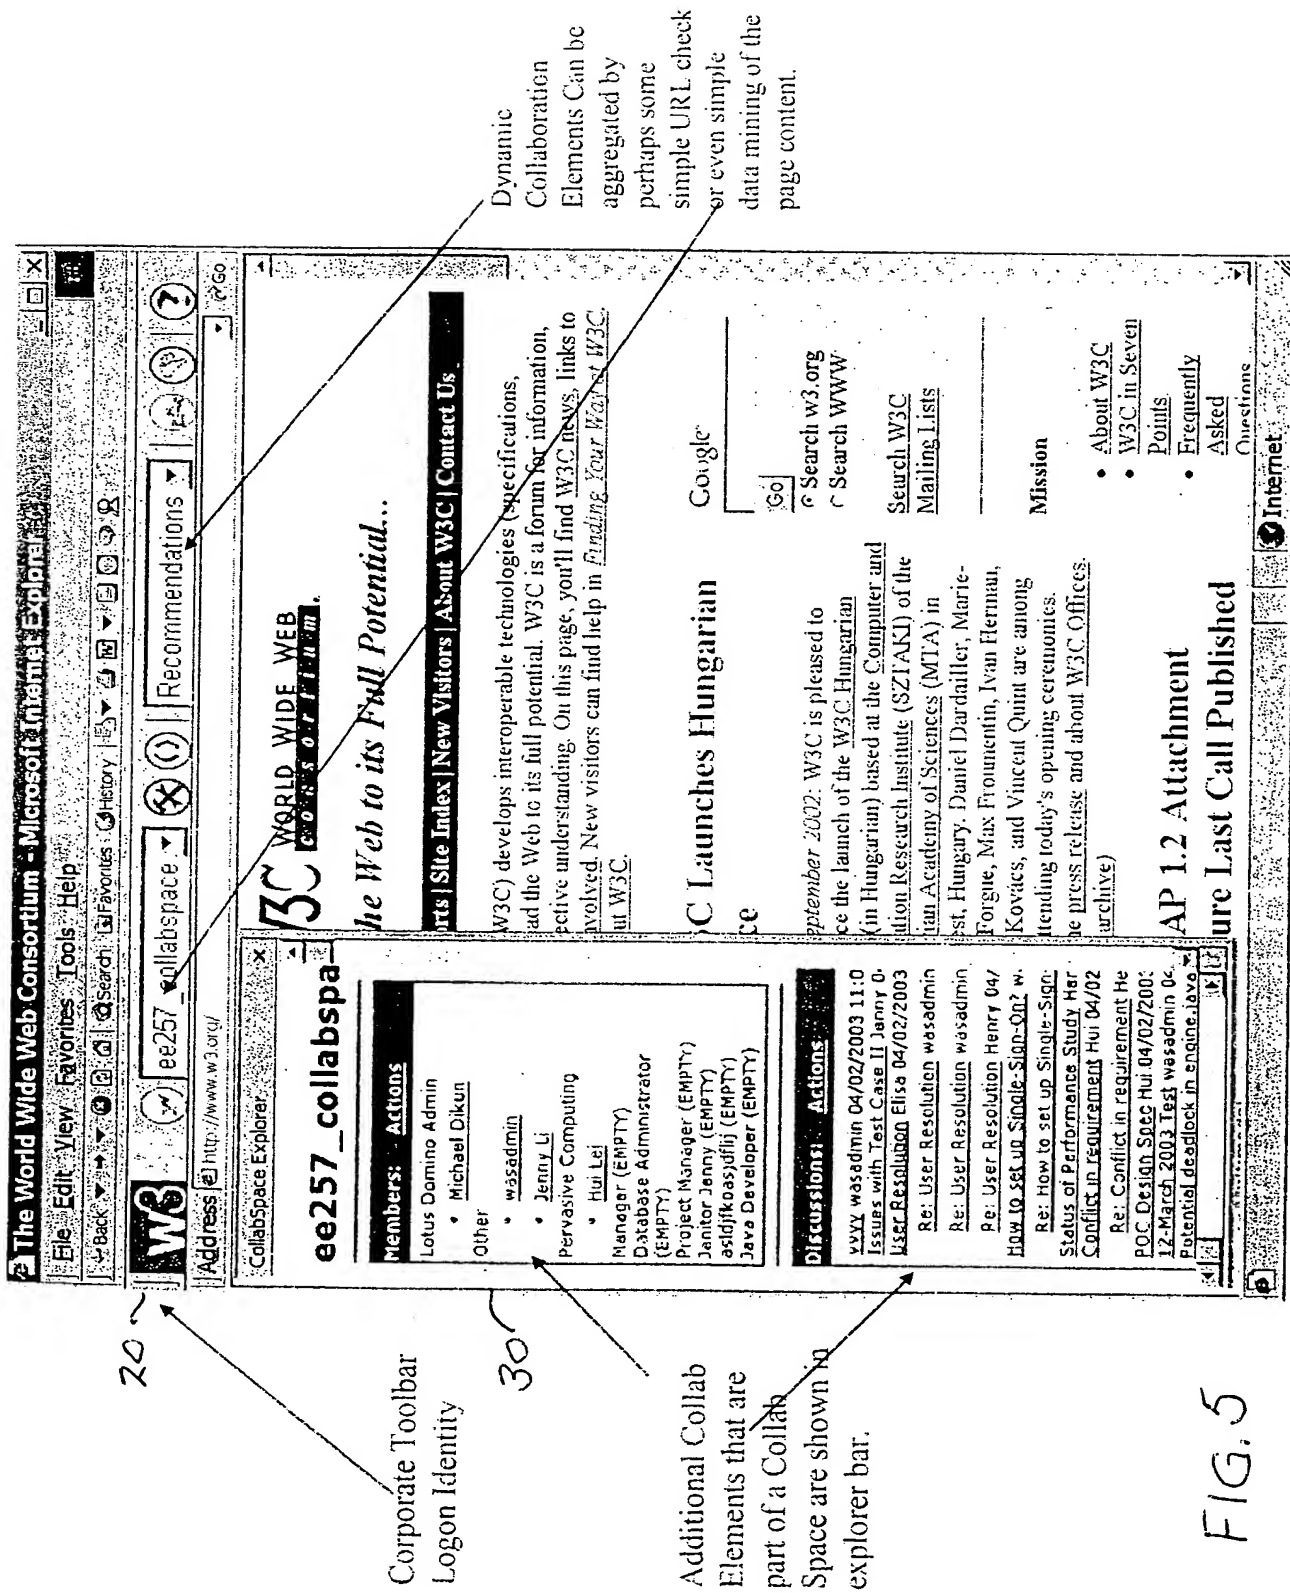 The World Wide Web Consortium - Microsoft Internet Explorer
File Edit View Favorites Tools Help
Back Search Favorites History
W3 ee257_collabspace Recommendations ?
Address http://www.w3.org/ Go
CollabSpace Explorer x
ee257_collabspa
Members: Actions
Lotus Domino Admin
• Michael Dikun
Other
• wasadmin
• Jenny Li
Pervasive Computing
• Hui Lei
Manager (EMPTY)
Database Administrator
(EMPTY)
Project Manager (EMPTY)
Janitor Jenny (EMPTY)
Java Developer (EMPTY)
Discussions: Actions
yyyy wasadmin 04/02/2003 11:0
Issues with Test Case II Jenny 0
User Resolution Elisa 04/02/2003
Re: User Resolution wasadmin
Re: User Resolution wasadmin
Re: User Resolution Henry 04/
How to set up Single-Sign-On? w
Re: How to set up Single-Sign
Status of Performance Study Her
Conflict in requirement Hui 04/02
Re: Conflict in requirement He
POC Design Spec Hui 04/02/200
12-March 2003 Test wasadmin 04
Potential deadlock in engine.java
V3C WORLD WIDE WEB
consortium
he Web to its Full Potential...
orts | Site Index | New Visitors | About W3C | Contact Us
W3C) develops interoperable technologies (specifications,
ad the Web to its full potential. W3C is a forum for information,
ective understanding. On this page, you'll find W3C news, links to
nvolved. New visitors can find help in Finding Your Way at W3C.
ut W3C.
C Launches Hungarian
ce
eptember 2002: W3C is pleased to
ce the launch of the W3C Hungarian
(in Hungarian) based at the Computer and
ation Research Institute (SZTAKI) of the
ian Academy of Sciences (MTA) in
est, Hungary. Daniel Dardailler, Marie-
Forgue, Max Froumentin, Ivan Herman,
Kovács, and Vincent Quint are among
ttending today's opening ceremonies.
he press release and about W3C Offices.
archive)
AP 1.2 Attachment
ure Last Call Published
Google
Go
Search w3.org
Search WWW
Search W3C
Mailing Lists
Mission
• About W3C
• W3C in Seven
Points
• Frequently
Asked
Questions
Internet
20
Corporate Toolbar
Logon Identity
30
Additional Collab
Elements that are
part of a Collab
Space are shown in
explorer bar.
Dynamic
Collaboration
Elements Can be
aggregated by
perhaps some
simple URL check
or even simple
data mining of the
page content.
FIG. 5